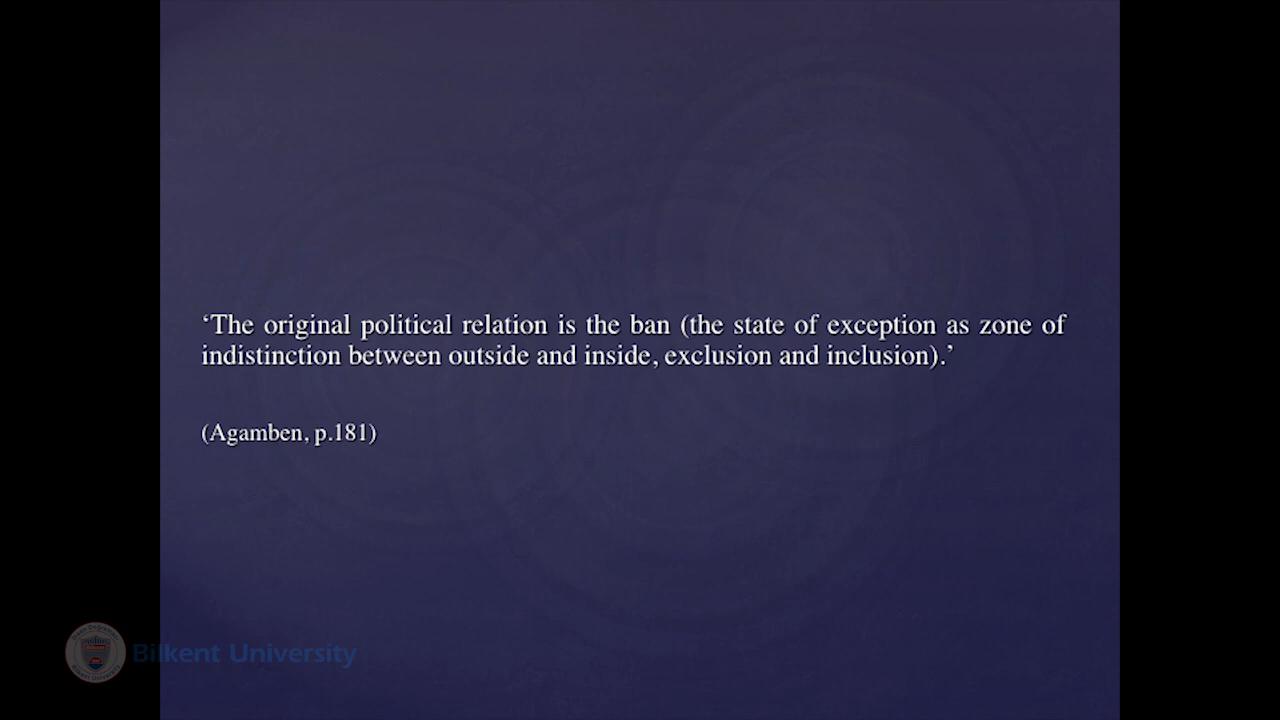 ‘The original political relation is the ban (the state of exception as zone of
indistinction between outside and inside, exclusion and inclusion).’
(Agamben, p.181)
Bilkent University